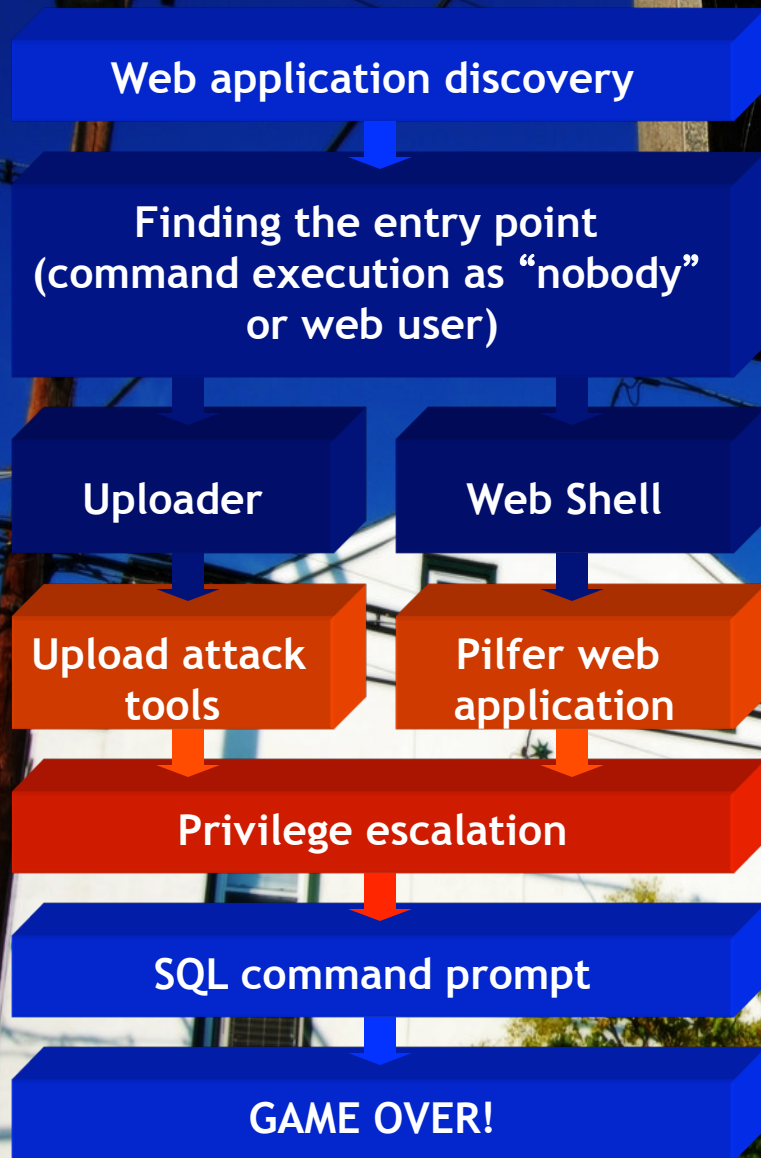 Web application discovery
Finding the entry point
(command execution as “nobody”
or web user)
Uploader
Web Shell
Upload attack
tools
Pilfer web
application
Privilege escalation
SQL command prompt
GAME OVER!